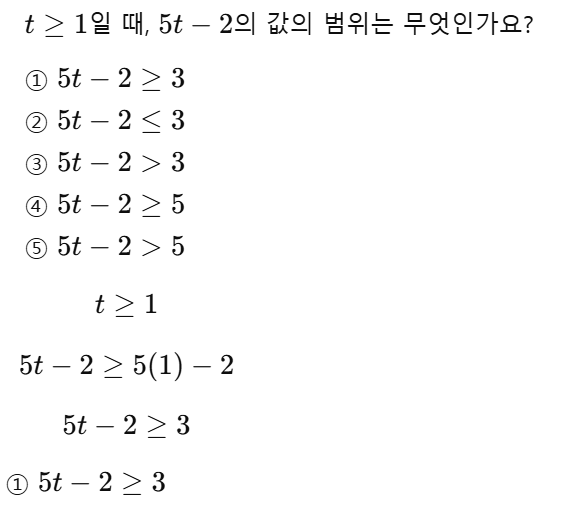 t ≥ 1일 때, 5t − 2의 값의 범위는 무엇인가요?
① 5t − 2 ≥ 3
② 5t − 2 ≤ 3
③ 5t − 2 > 3
④ 5t − 2 ≥ 5
⑤ 5t − 2 > 5
t ≥ 1
5t − 2 ≥ 5(1) − 2
5t − 2 ≥ 3
① 5t − 2 ≥ 3